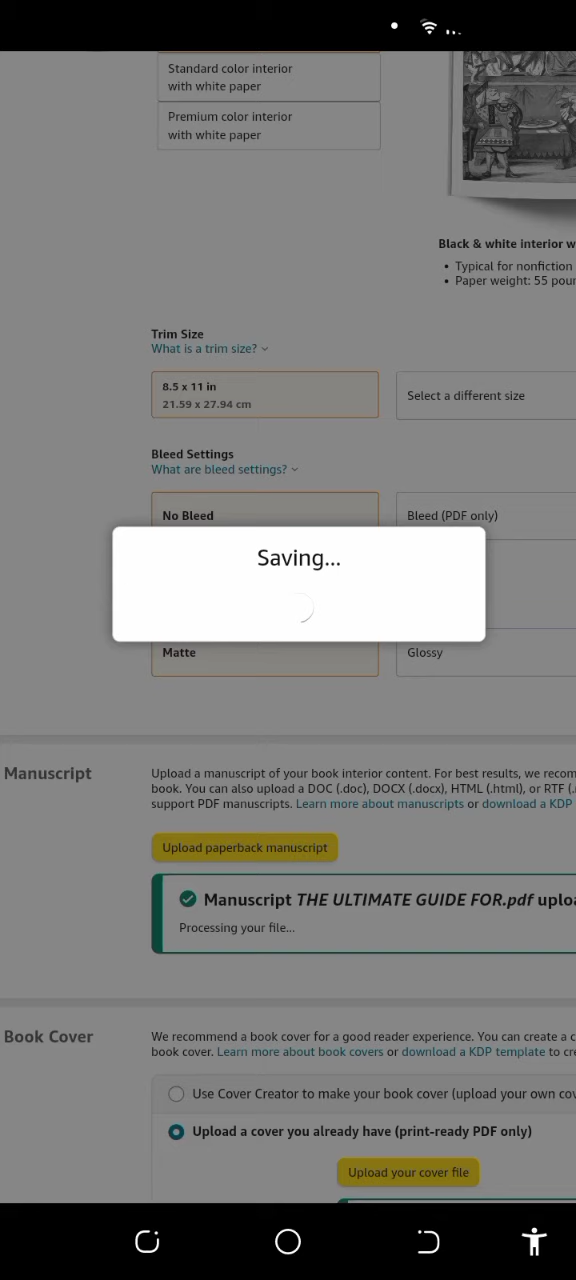 Standard color interior
with white paper
Premium color interior
with white paper
Black & white interior w
• Typical for nonfiction
• Paper weight: 55 pour
Trim Size
What is a trim size?
8.5 x 11 in
21.59 x 27.94 cm
Select a different size
Bleed Settings
What are bleed settings?
No Bleed
Bleed (PDF only)
Saving...
Matte
Glossy
Manuscript
Upload a manuscript of your book interior content. For best results, we recom
book. You can also upload a DOC (.doc), DOCX (.docx), HTML (.html), or RTF (.
support PDF manuscripts. Learn more about manuscripts or download a KDP
Upload paperback manuscript
Manuscript THE ULTIMATE GUIDE FOR.pdf uploa
Processing your file...
Book Cover
We recommend a book cover for a good reader experience. You can create a c
book cover. Learn more about book covers or download a KDP template to cre
Use Cover Creator to make your book cover (upload your own cov
Upload a cover you already have (print-ready PDF only)
Upload your cover file